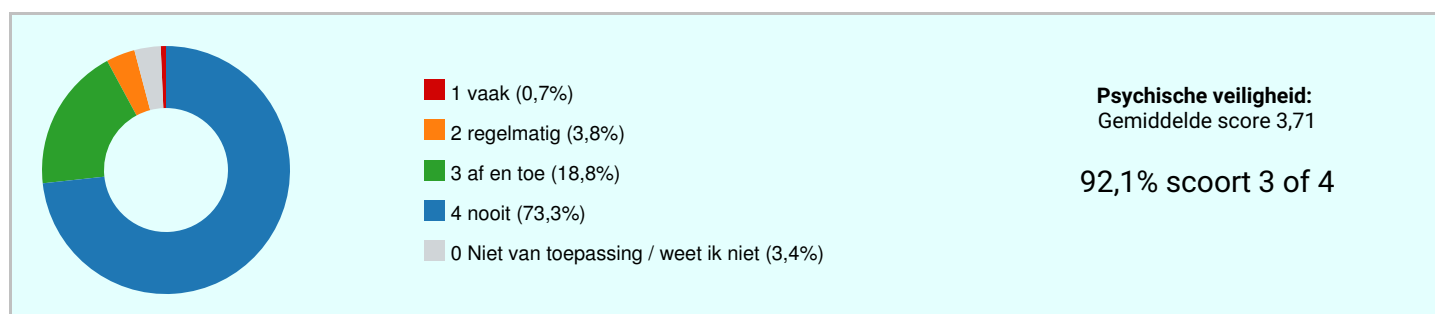 1 vaak (0,7%)
2 regelmatig (3,8%)
3 af en toe (18,8%)
4 nooit (73,3%)
0 Niet van toepassing / weet ik niet (3,4%)
Psychische veiligheid:
Gemiddelde score 3,71
92,1% scoort 3 of 4